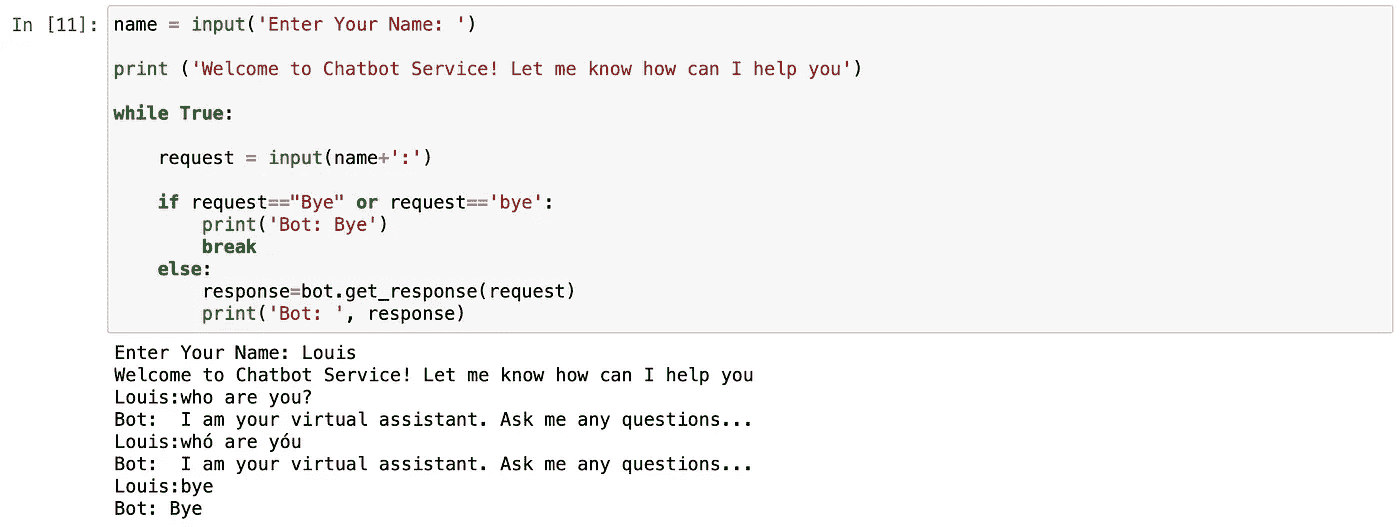 In [11]: name = input('Enter Your Name: ')
print ('Welcome to Chatbot Service! Let me know how can I help you')
while True:
    request = input(name+':')
    if request=="Bye" or request=='bye':
        print('Bot: Bye')
        break
    else:
        response=bot.get_response(request)
        print('Bot: ', response)
Enter Your Name: Louis
Welcome to Chatbot Service! Let me know how can I help you
Louis:who are you?
Bot:  I am your virtual assistant. Ask me any questions...
Louis:whó are yóu
Bot:  I am your virtual assistant. Ask me any questions...
Louis:bye
Bot: Bye